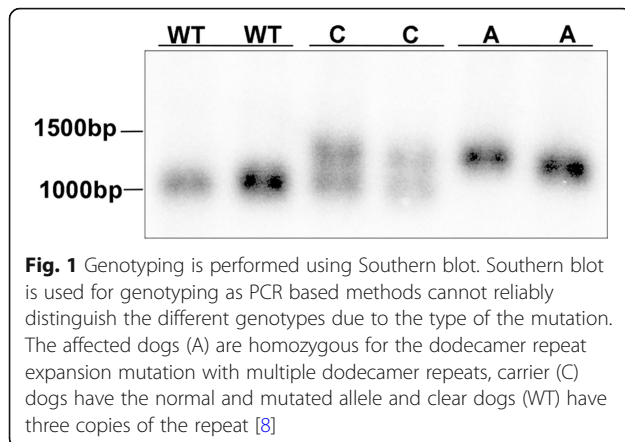 WT WT C C A A
1500bp
1000bp
Fig. 1 Genotyping is performed using Southern blot. Southern blot
is used for genotyping as PCR based methods cannot reliably
distinguish the different genotypes due to the type of the mutation.
The affected dogs (A) are homozygous for the dodecamer repeat
expansion mutation with multiple dodecamer repeats, carrier (C)
dogs have the normal and mutated allele and clear dogs (WT) have
three copies of the repeat [8]